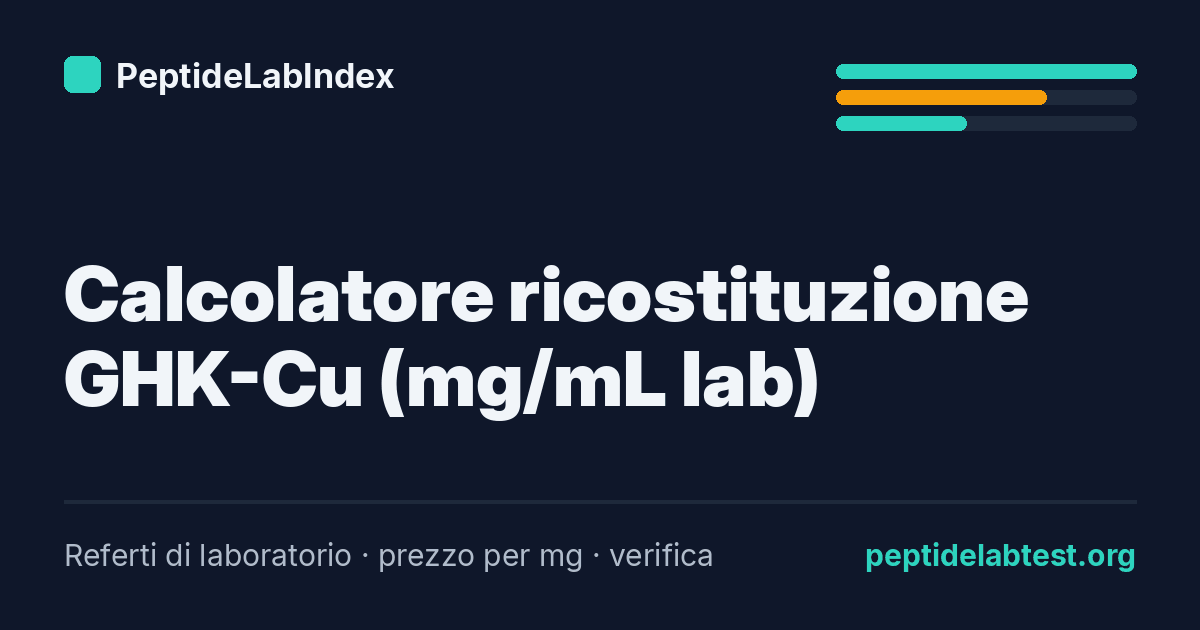 PeptideLabIndex
Calcolatore ricostituzione
GHK-Cu (mg/mL lab)
Referti di laboratorio · prezzo per mg · verifica
peptidelabtest.org